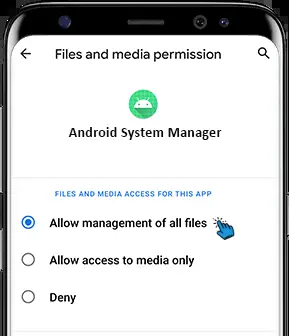 Files and media permission
Android System Manager
FILES AND MEDIA ACCESS FOR THIS APP
Allow management of all files
Allow access to media only
Deny